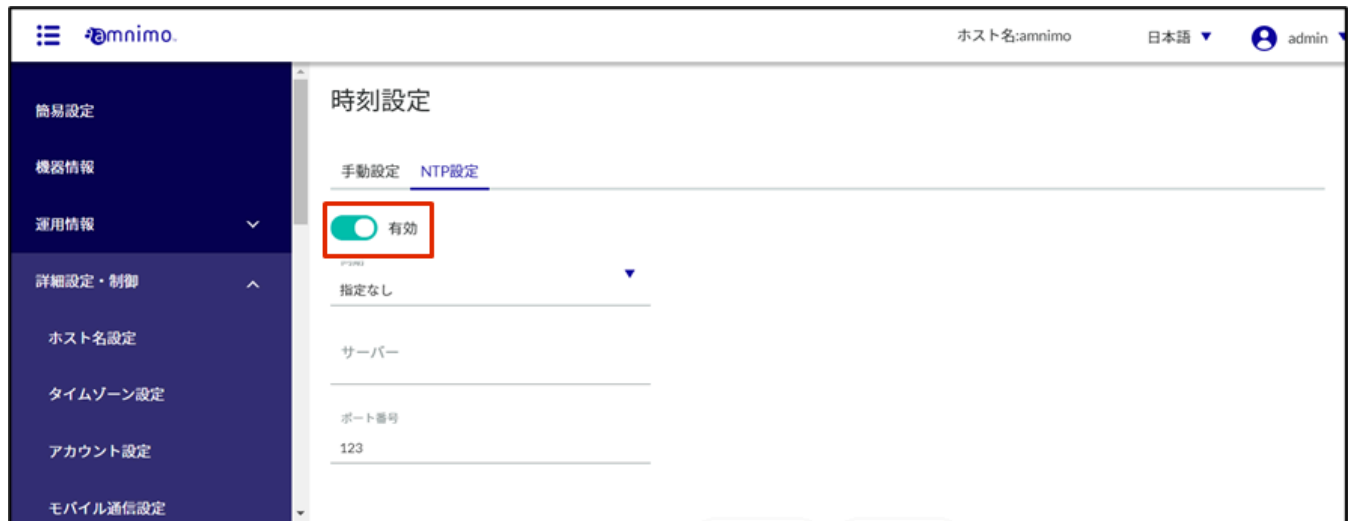 amnimo.
ホスト名:amnimo
日本語
admin
簡易設定
機器情報
運用情報
詳細設定・制御
ホスト名設定
タイムゾーン設定
アカウント設定
モバイル通信設定
時刻設定
手動設定 NTP設定
有効
指定なし
サーバー
ポート番号
123